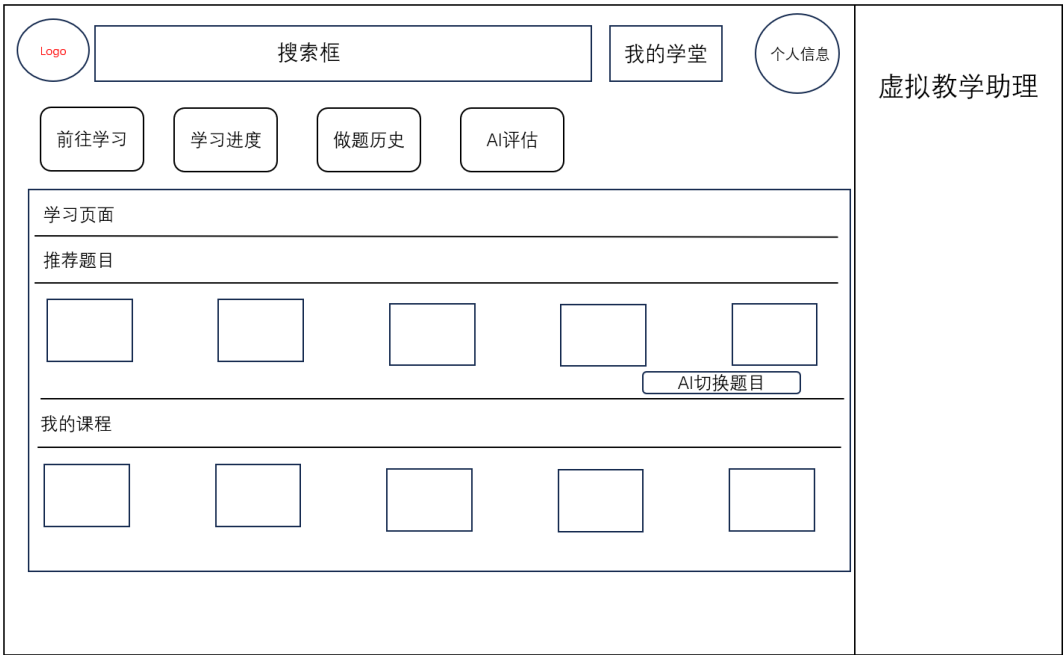 Logo
搜索框
我的学堂
个人信息
虚拟教学助理
前往学习
学习进度
做题历史
AI评估
学习页面
推荐题目
AI切换题目
我的课程